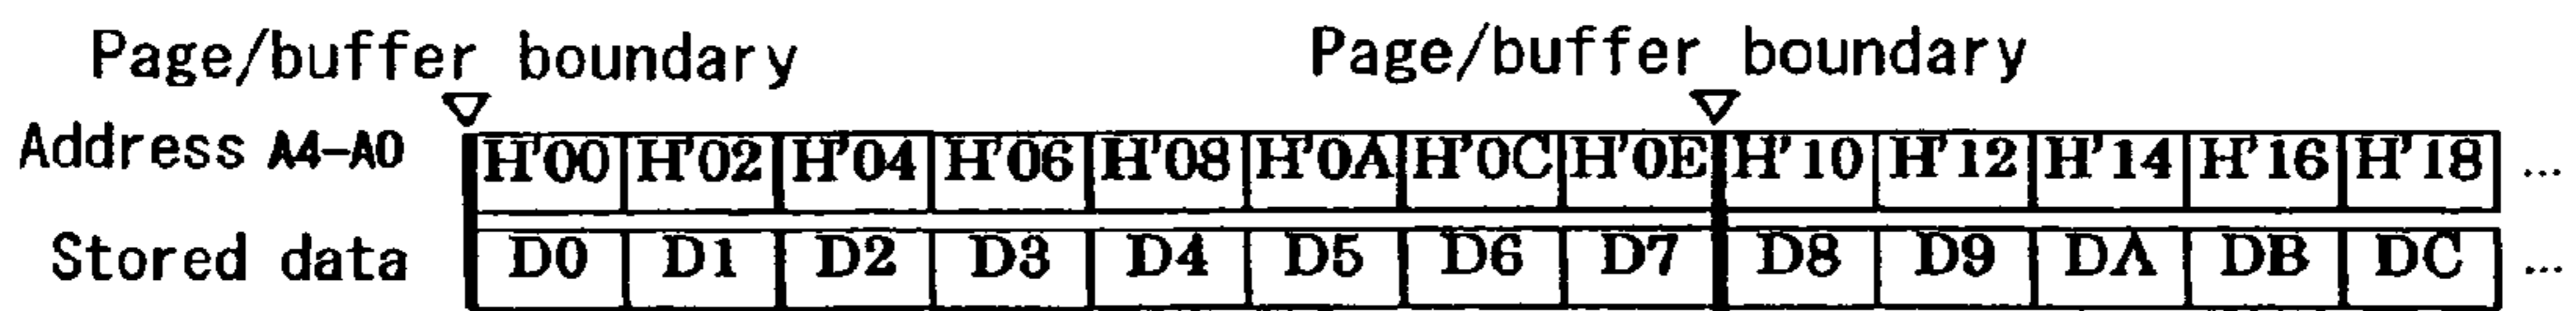 Page/buffer boundary Page/buffer boundary
Address A4-A0 H'00 H'02 H'04 H'06 H'08 H'0A H'0C H'0E H'10 H'12 H'14 H'16 H'18 ...
Stored data D0 D1 D2 D3 D4 D5 D6 D7 D8 D9 DA DB DC ...